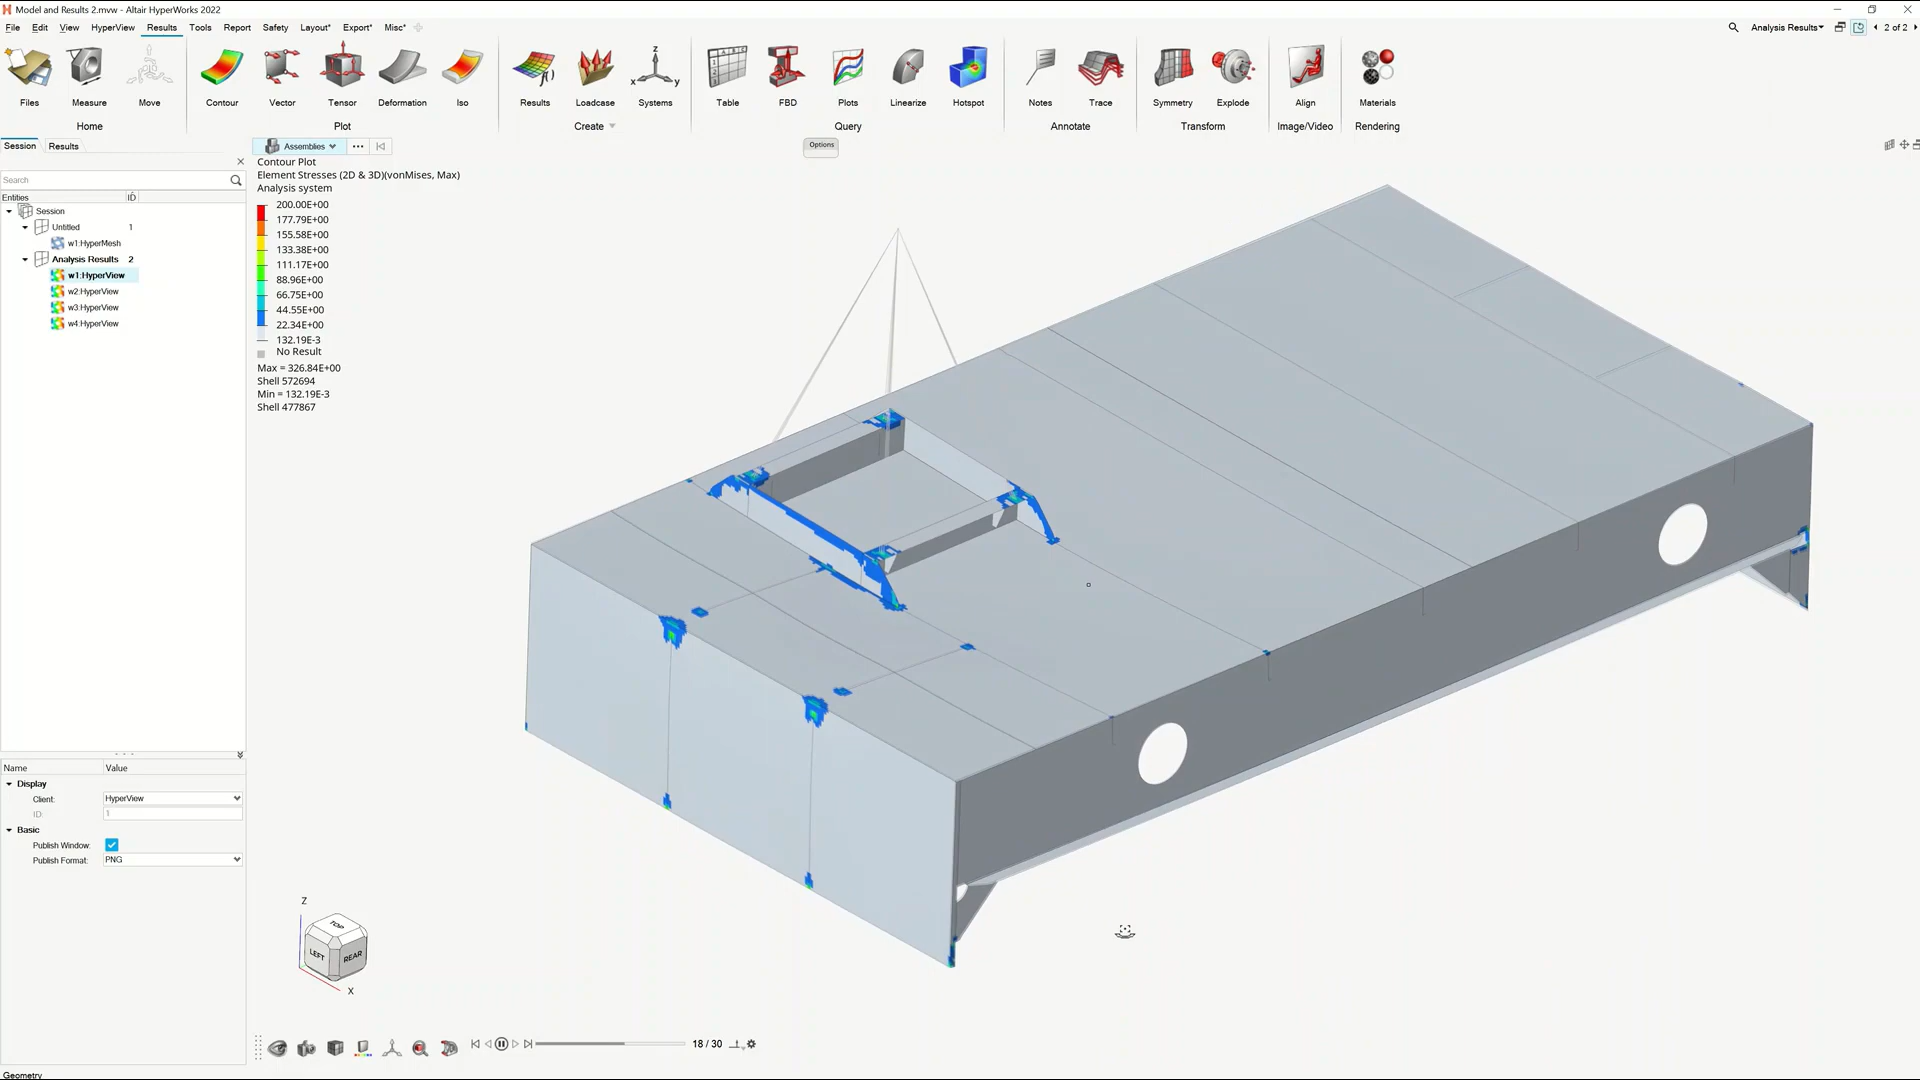 Model and Results 2.mvw - Altair HyperWorks 2022
File Edit View HyperView Results Tools Report Safety Layout* Export* Misc*
Analysis Results 2 of 2
Files Measure Move Contour Vector Tensor Deformation Iso Results Loadcase Systems Table FBD Plots Linearize Hotspot Notes Trace Symmetry Explode Align Materials
Home Plot Create Query Annotate Transform Image/Video Rendering
Session Results
Assemblies
Options
Search
Entities ID
Session
Untitled 1
w1:HyperMesh
Analysis Results 2
w1:HyperView
w2:HyperView
w3:HyperView
w4:HyperView
Contour Plot
Element Stresses (2D & 3D)(vonMises, Max)
Analysis system
200.00E+00
177.79E+00
155.58E+00
133.38E+00
111.17E+00
88.96E+00
66.75E+00
44.55E+00
22.34E+00
132.19E-3
No Result
Max = 326.84E+00
Shell 572694
Min = 132.19E-3
Shell 477867
Name Value
Display
Client: HyperView
ID: 1
Basic
Publish Window:
Publish Format: PNG
Z
TOP
LEFT REAR
X
18 / 30
Geometry